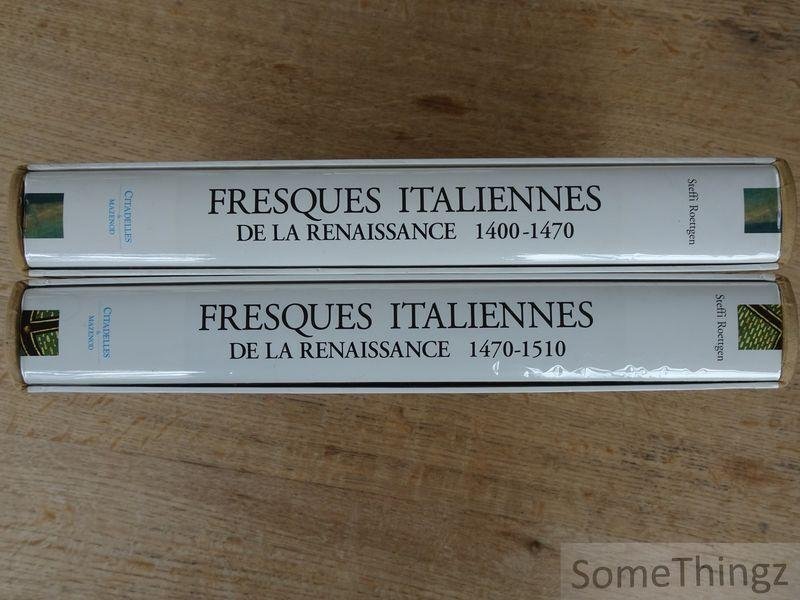 FRESQUES ITALIENNES
DE LA RENAISSANCE 1400-1470
Steffi Roettgen
CITADELLES
&
MAZENOD
FRESQUES ITALIENNES
DE LA RENAISSANCE 1470-1510
Steffi Roettgen
CITADELLES
&
MAZENOD
SomeThingz